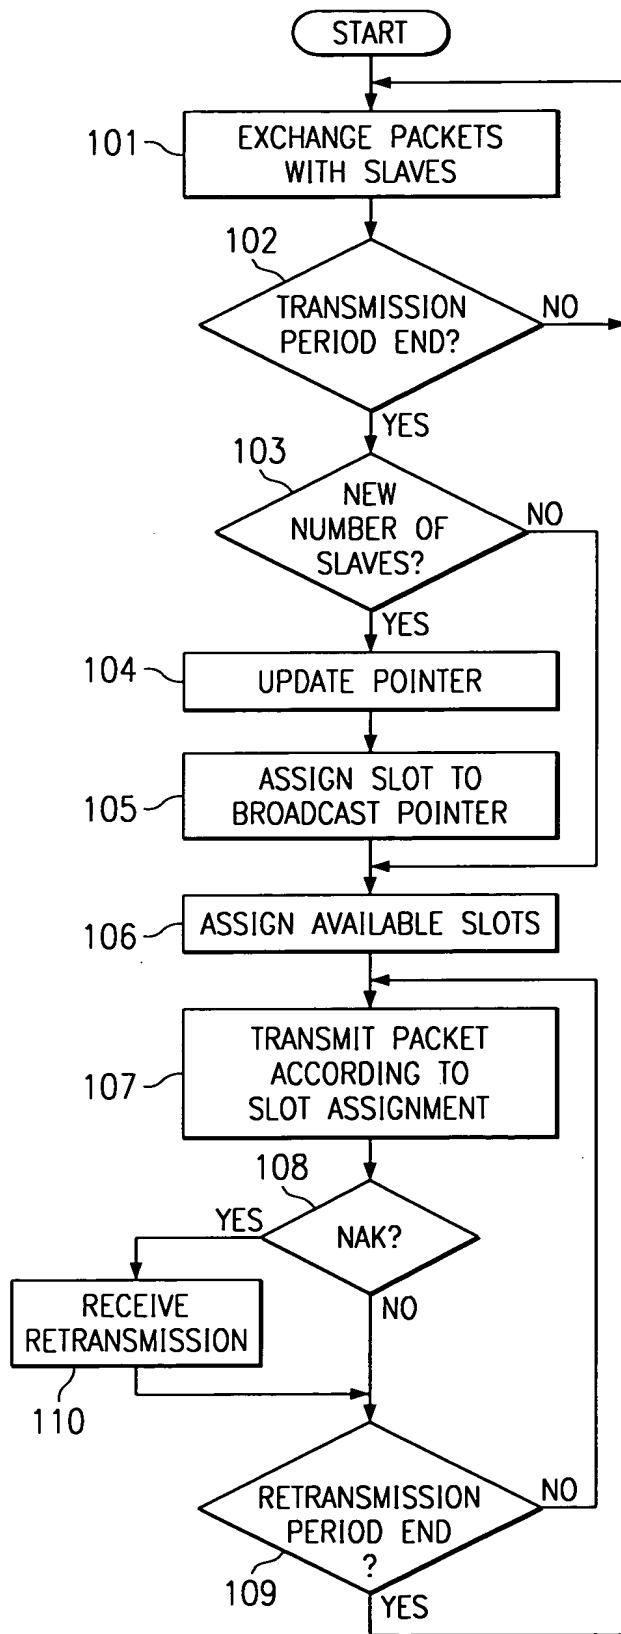 START
101
EXCHANGE PACKETS
WITH SLAVES
102
TRANSMISSION
PERIOD END?
NO
YES
103
NEW
NUMBER OF
SLAVES?
NO
YES
104
UPDATE POINTER
105
ASSIGN SLOT TO
BROADCAST POINTER
106
ASSIGN AVAILABLE SLOTS
107
TRANSMIT PACKET
ACCORDING TO
SLOT ASSIGNMENT
108
YES
NAK?
NO
RECEIVE
RETRANSMISSION
110
RETRANSMISSION
PERIOD END
?
NO
109
YES